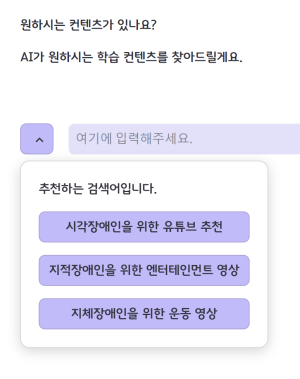 원하시는 컨텐츠가 있나요?
AI가 원하시는 학습 컨텐츠를 찾아드릴게요.
여기에 입력해주세요.
추천하는 검색어입니다.
시각장애인을 위한 유튜브 추천
지적장애인을 위한 엔터테인먼트 영상
지체장애인을 위한 운동 영상